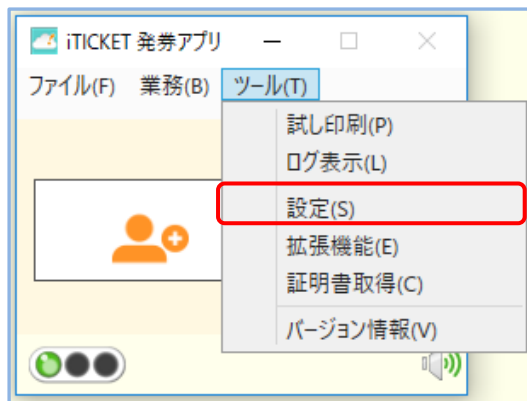 iTICKET 発券アプリ
ファイル(F) 業務(B) ツール(T)
試し印刷(P)
ログ表示(L)
設定(S)
拡張機能(E)
証明書取得(C)
バージョン情報(V)